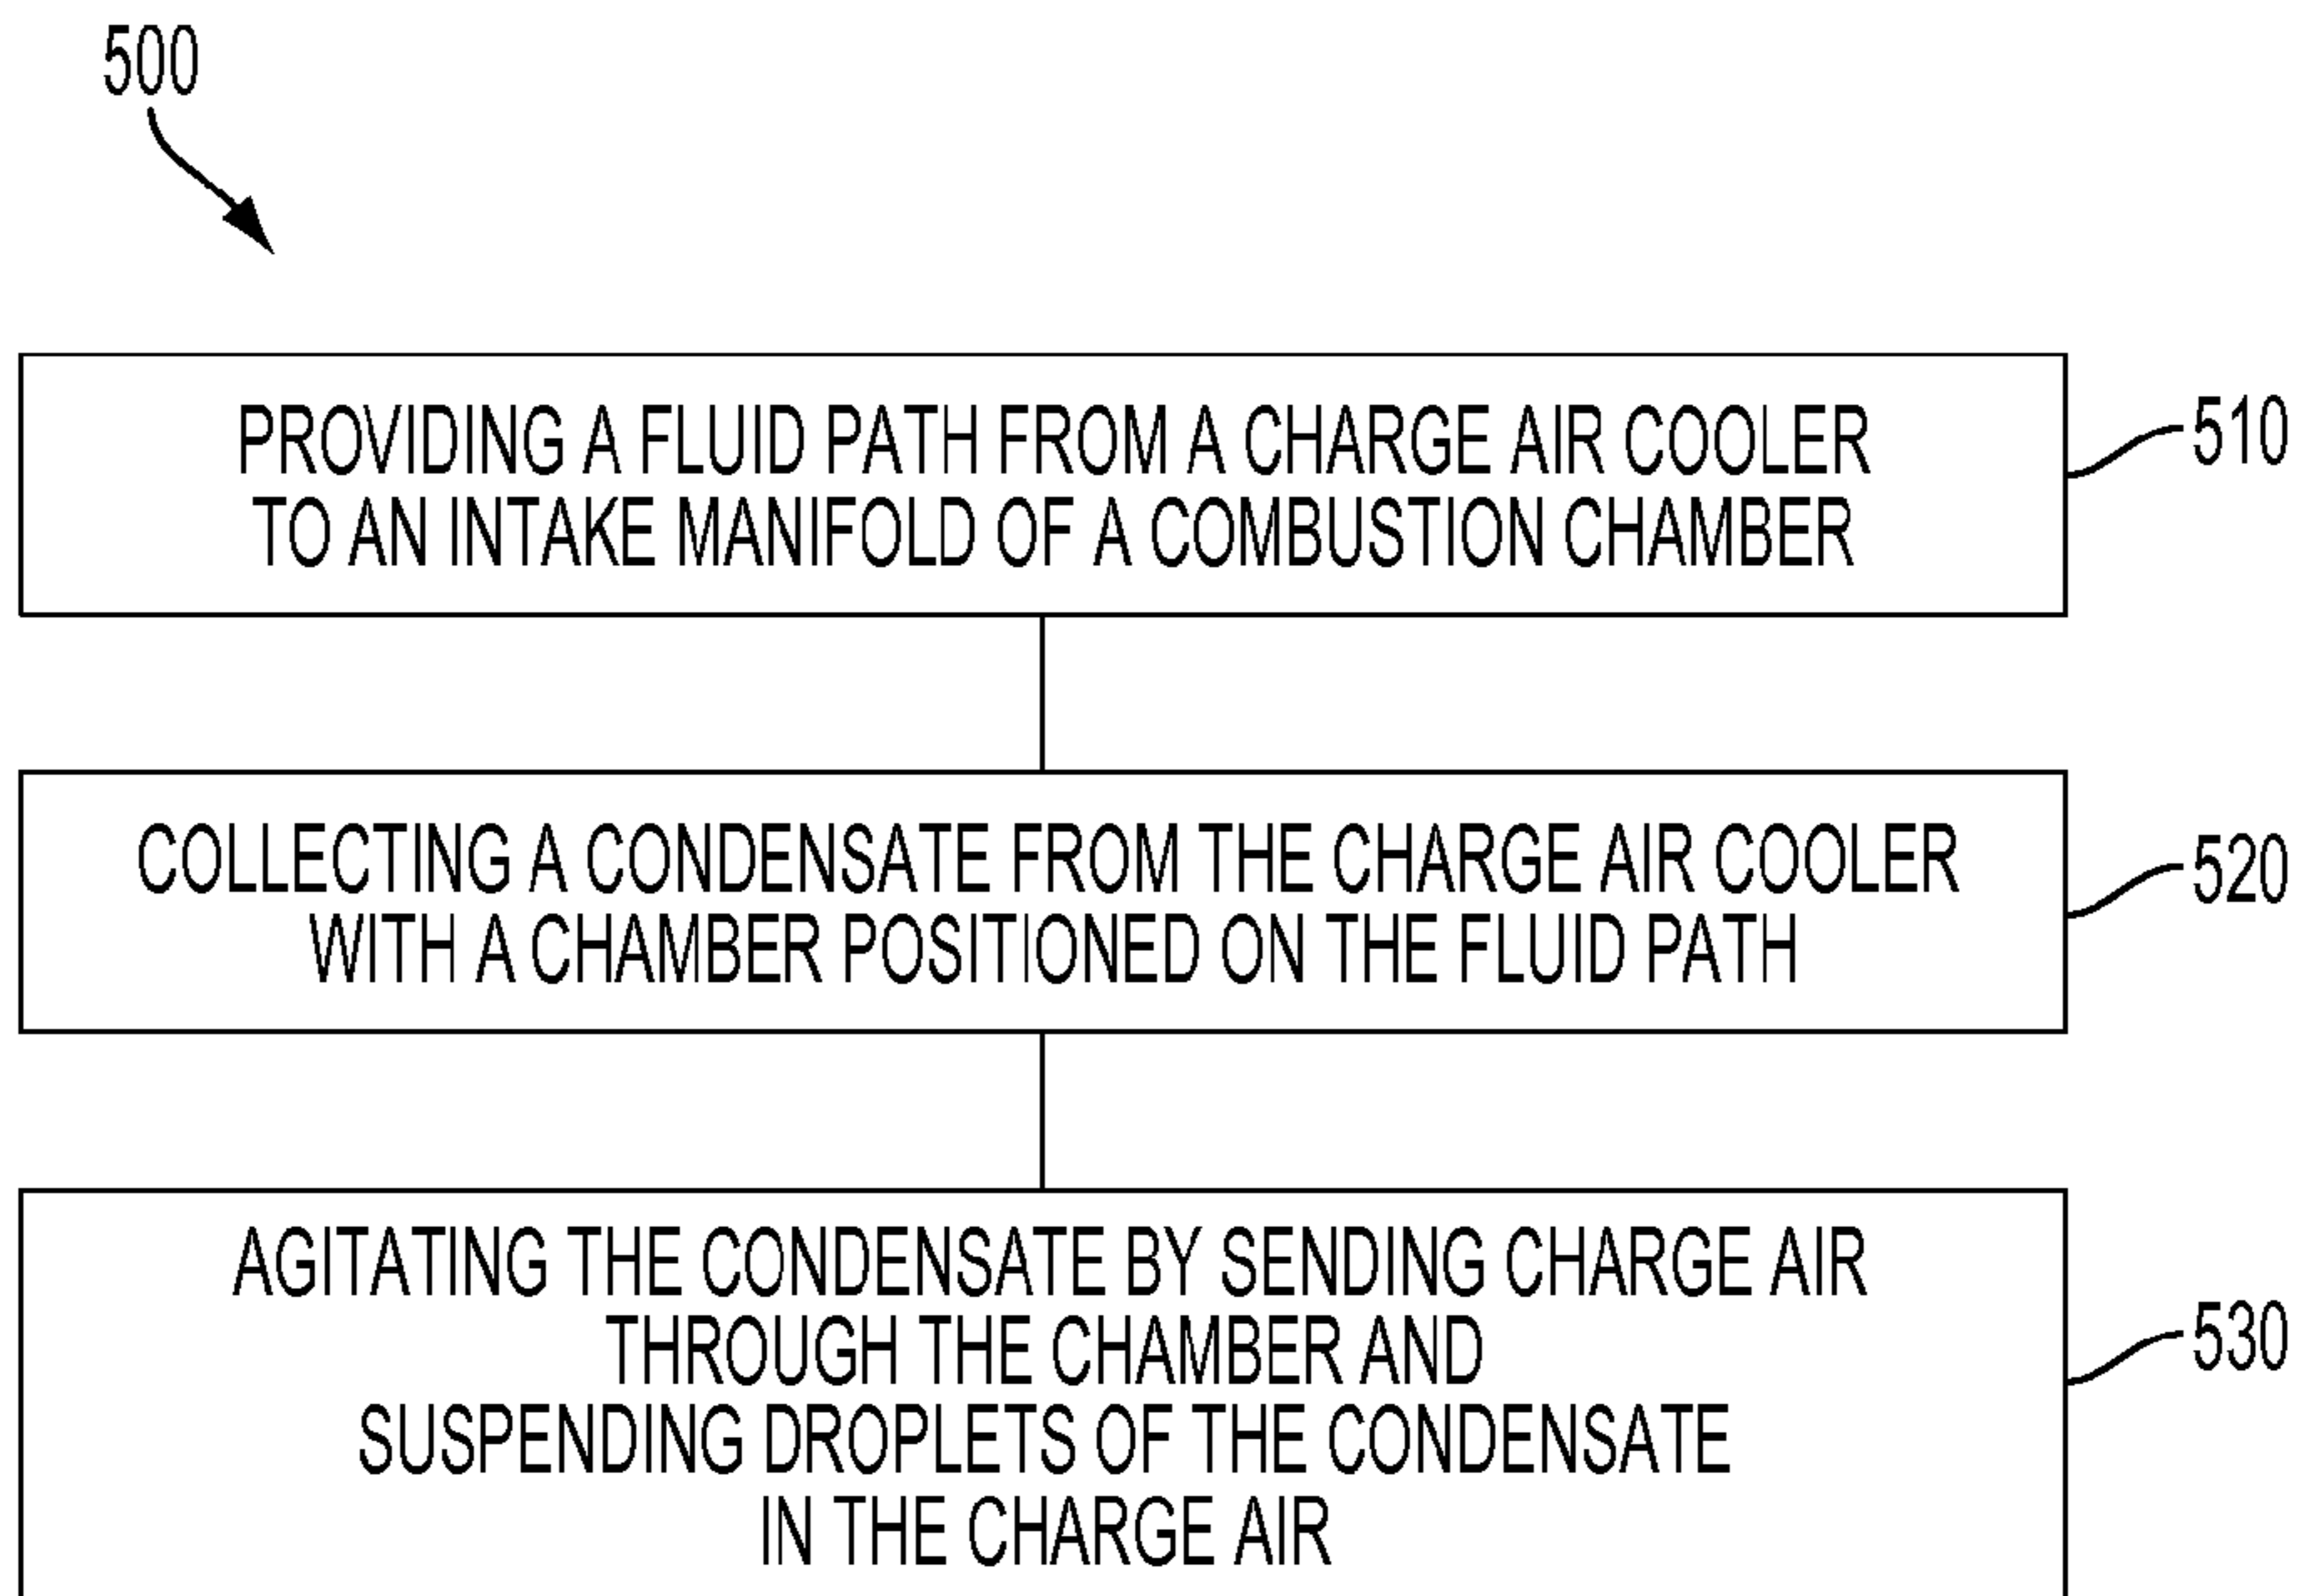 500
PROVIDING A FLUID PATH FROM A CHARGE AIR COOLER
TO AN INTAKE MANIFOLD OF A COMBUSTION CHAMBER
510
COLLECTING A CONDENSATE FROM THE CHARGE AIR COOLER
WITH A CHAMBER POSITIONED ON THE FLUID PATH
520
AGITATING THE CONDENSATE BY SENDING CHARGE AIR
THROUGH THE CHAMBER AND
SUSPENDING DROPLETS OF THE CONDENSATE
IN THE CHARGE AIR
530